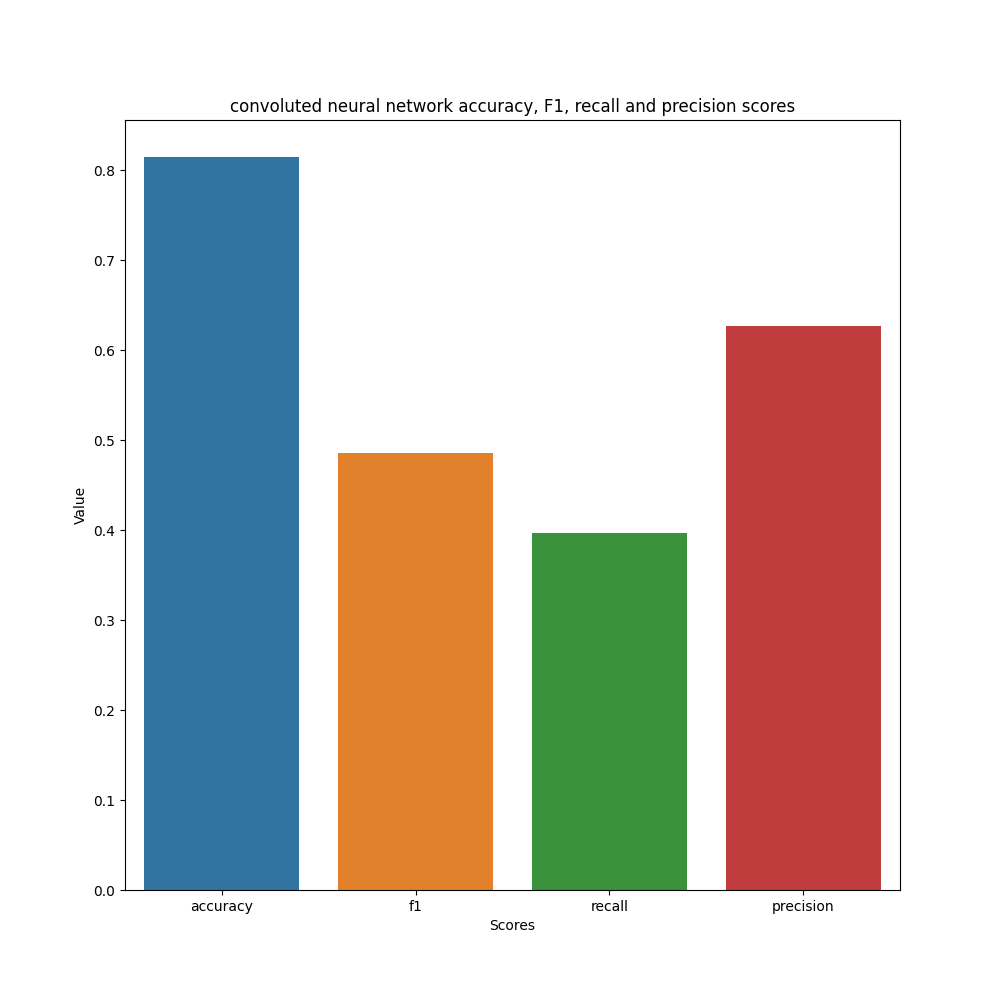 convoluted neural network accuracy, F1, recall and precision scores
0.8
0.7
0.6
0.5
0.4
0.3
0.2
0.1
0.0
Value
accuracy f1 recall precision
Scores